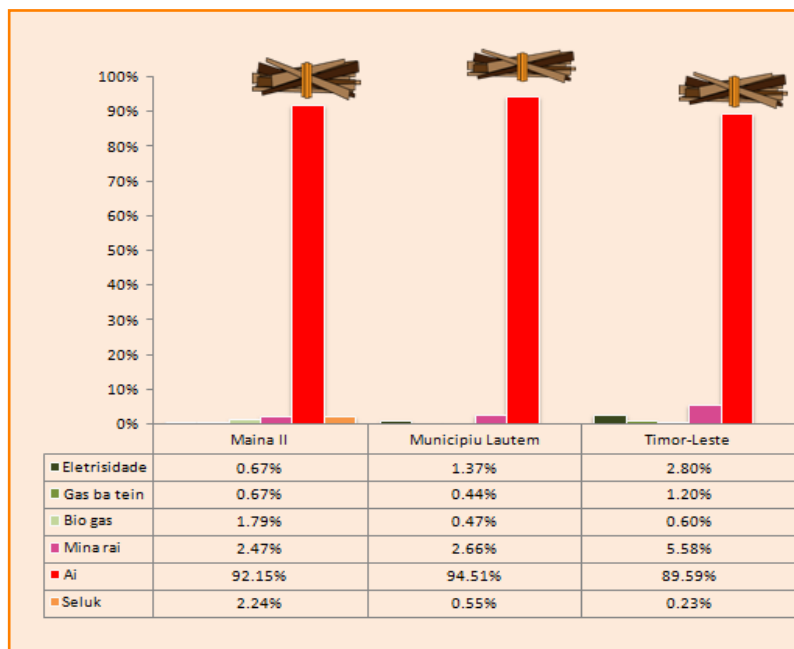 100%
90%
80%
70%
60%
50%
40%
30%
20%
10%
0%
Maina II Municipiu Lautem Timor-Leste
Eletrisidade 0.67% 1.37% 2.80%
Gas ba tein 0.67% 0.44% 1.20%
Bio gas 1.79% 0.47% 0.60%
Mina rai 2.47% 2.66% 5.58%
Ai 92.15% 94.51% 89.59%
Seluk 2.24% 0.55% 0.23%